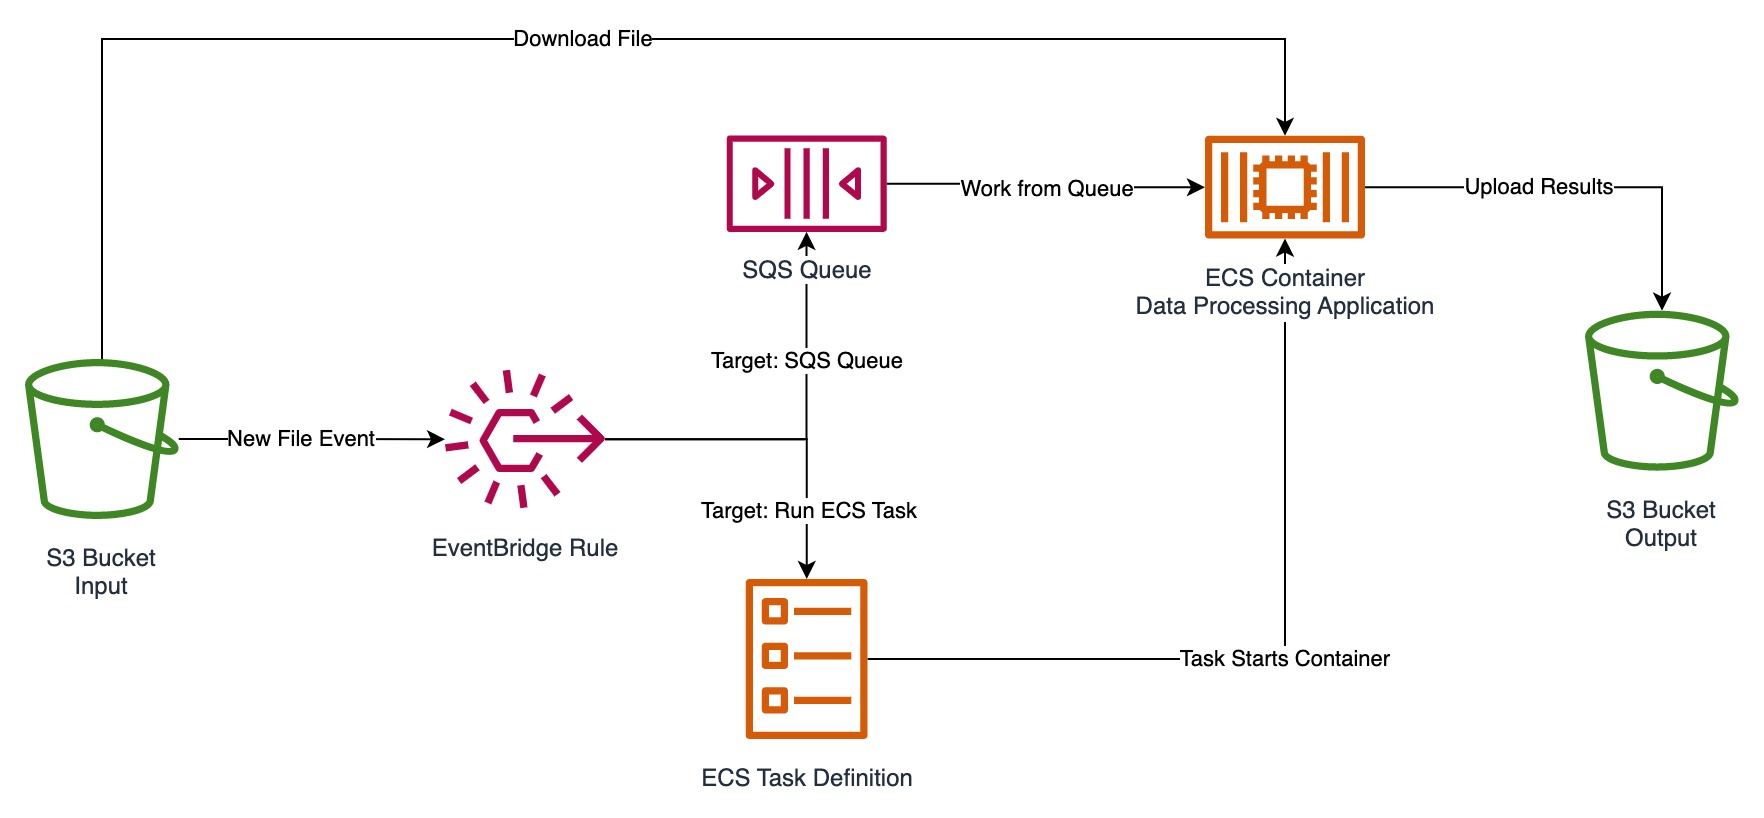 Download File
Work from Queue
Upload Results
SQS Queue
ECS Container
Data Processing Application
Target: SQS Queue
New File Event
Target: Run ECS Task
S3 Bucket
Output
EventBridge Rule
S3 Bucket
Input
Task Starts Container
ECS Task Definition